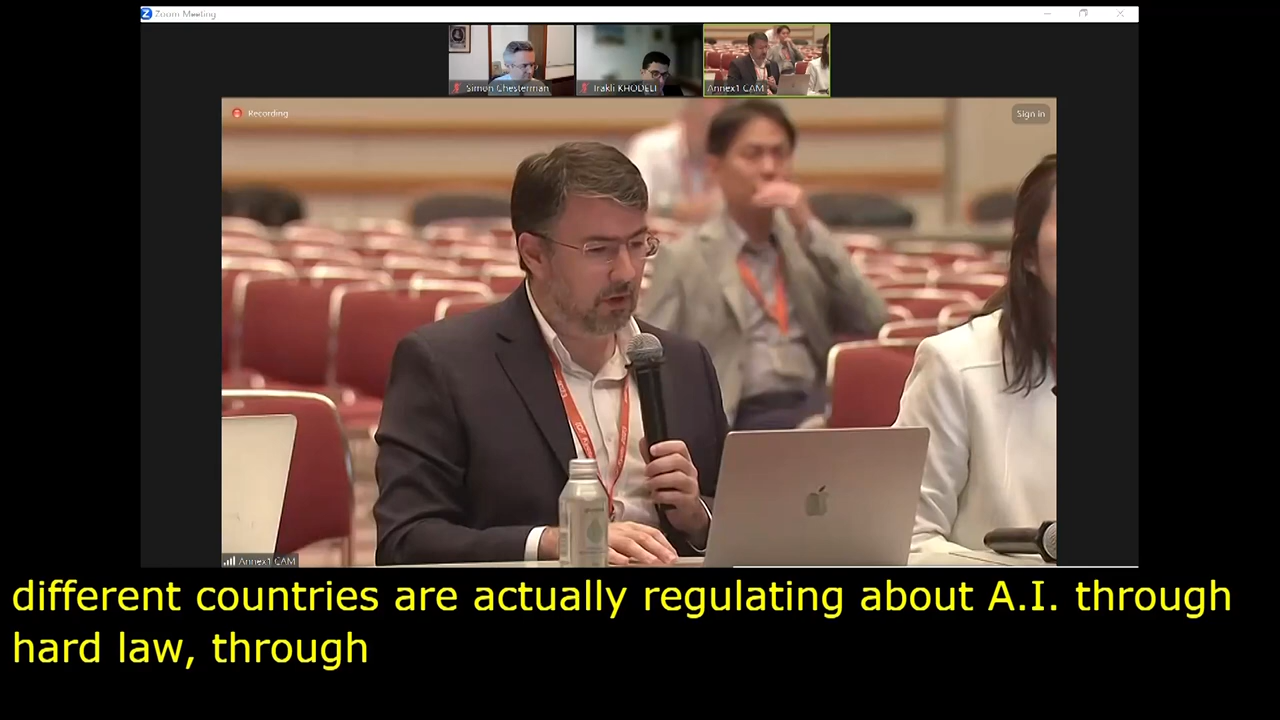 Zoom Meeting
Simon Chesterman
Irakli KHODELI
Annex1 CAM
Recording
Sign in
Annex1 CAM
different countries are actually regulating about A.I. through
hard law, through